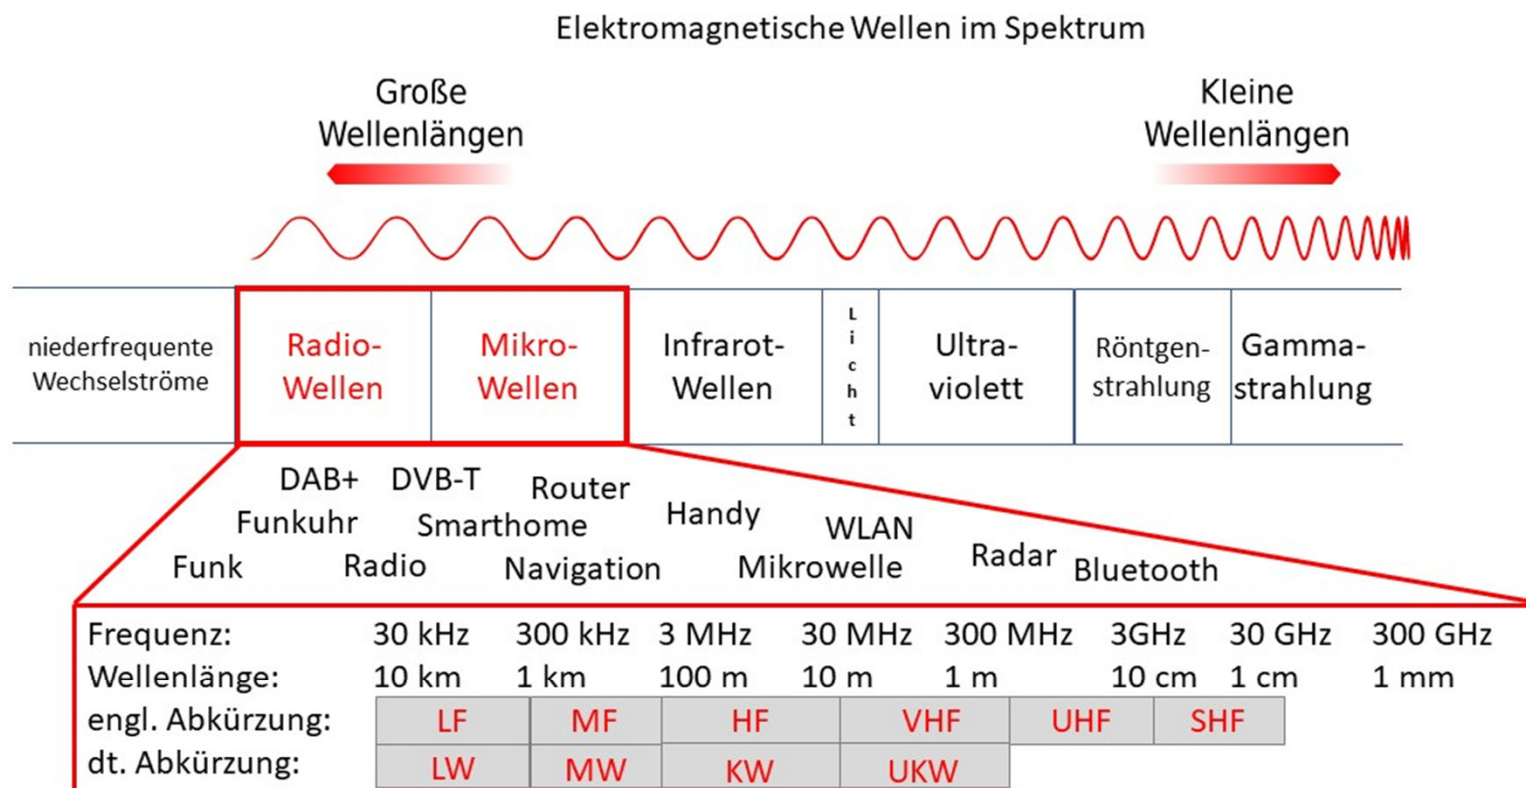 Elektromagnetische Wellen im Spektrum
Große
Wellenlängen
Kleine
Wellenlängen
niederfrequente
Wechselströme
Radio-
Wellen
Mikro-
Wellen
Infrarot-
Wellen
Licht
Ultra-
violett
Röntgen-
strahlung
Gamma-
strahlung
DAB+ DVB-T Router
Funkuhr Smarthome Handy WLAN
Funk Radio Navigation Mikrowelle Radar Bluetooth
Frequenz: 30 kHz 300 kHz 3 MHz 30 MHz 300 MHz 3GHz 30 GHz 300 GHz
Wellenlänge: 10 km 1 km 100 m 10 m 1 m 10 cm 1 cm 1 mm
engl. Abkürzung: LF MF HF VHF UHF SHF
dt. Abkürzung: LW MW KW UKW